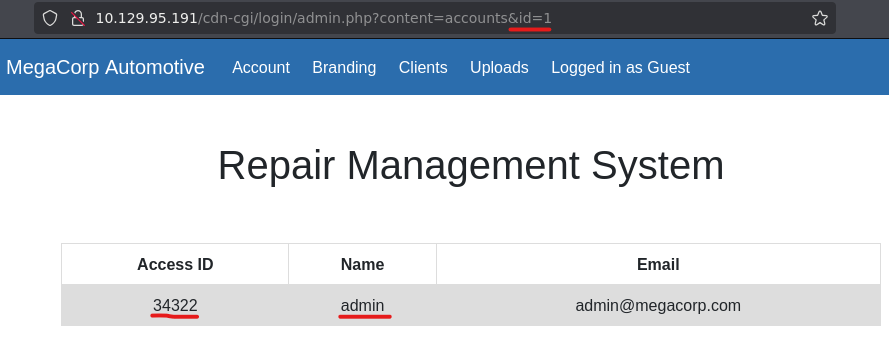 10.129.95.191/cdn-cgi/login/admin.php?content=accounts&id=1
MegaCorp Automotive Account Branding Clients Uploads Logged in as Guest
Repair Management System
Access ID Name Email
34322 admin admin@megacorp.com